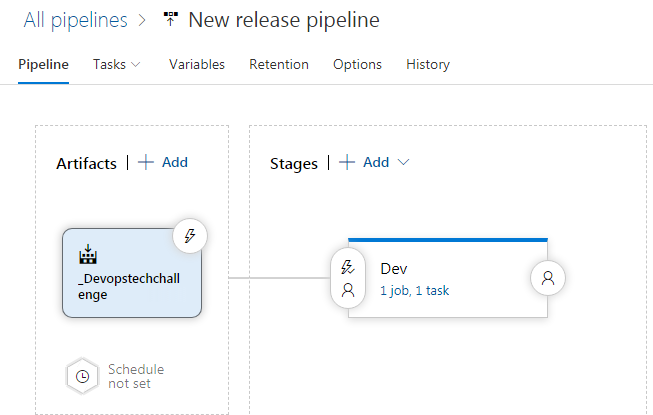 All pipelines > New release pipeline
Pipeline Tasks Variables Retention Options History
Artifacts | + Add
Stages | + Add
_Devopstechchall
enge
Dev
1 job, 1 task
Schedule
not set